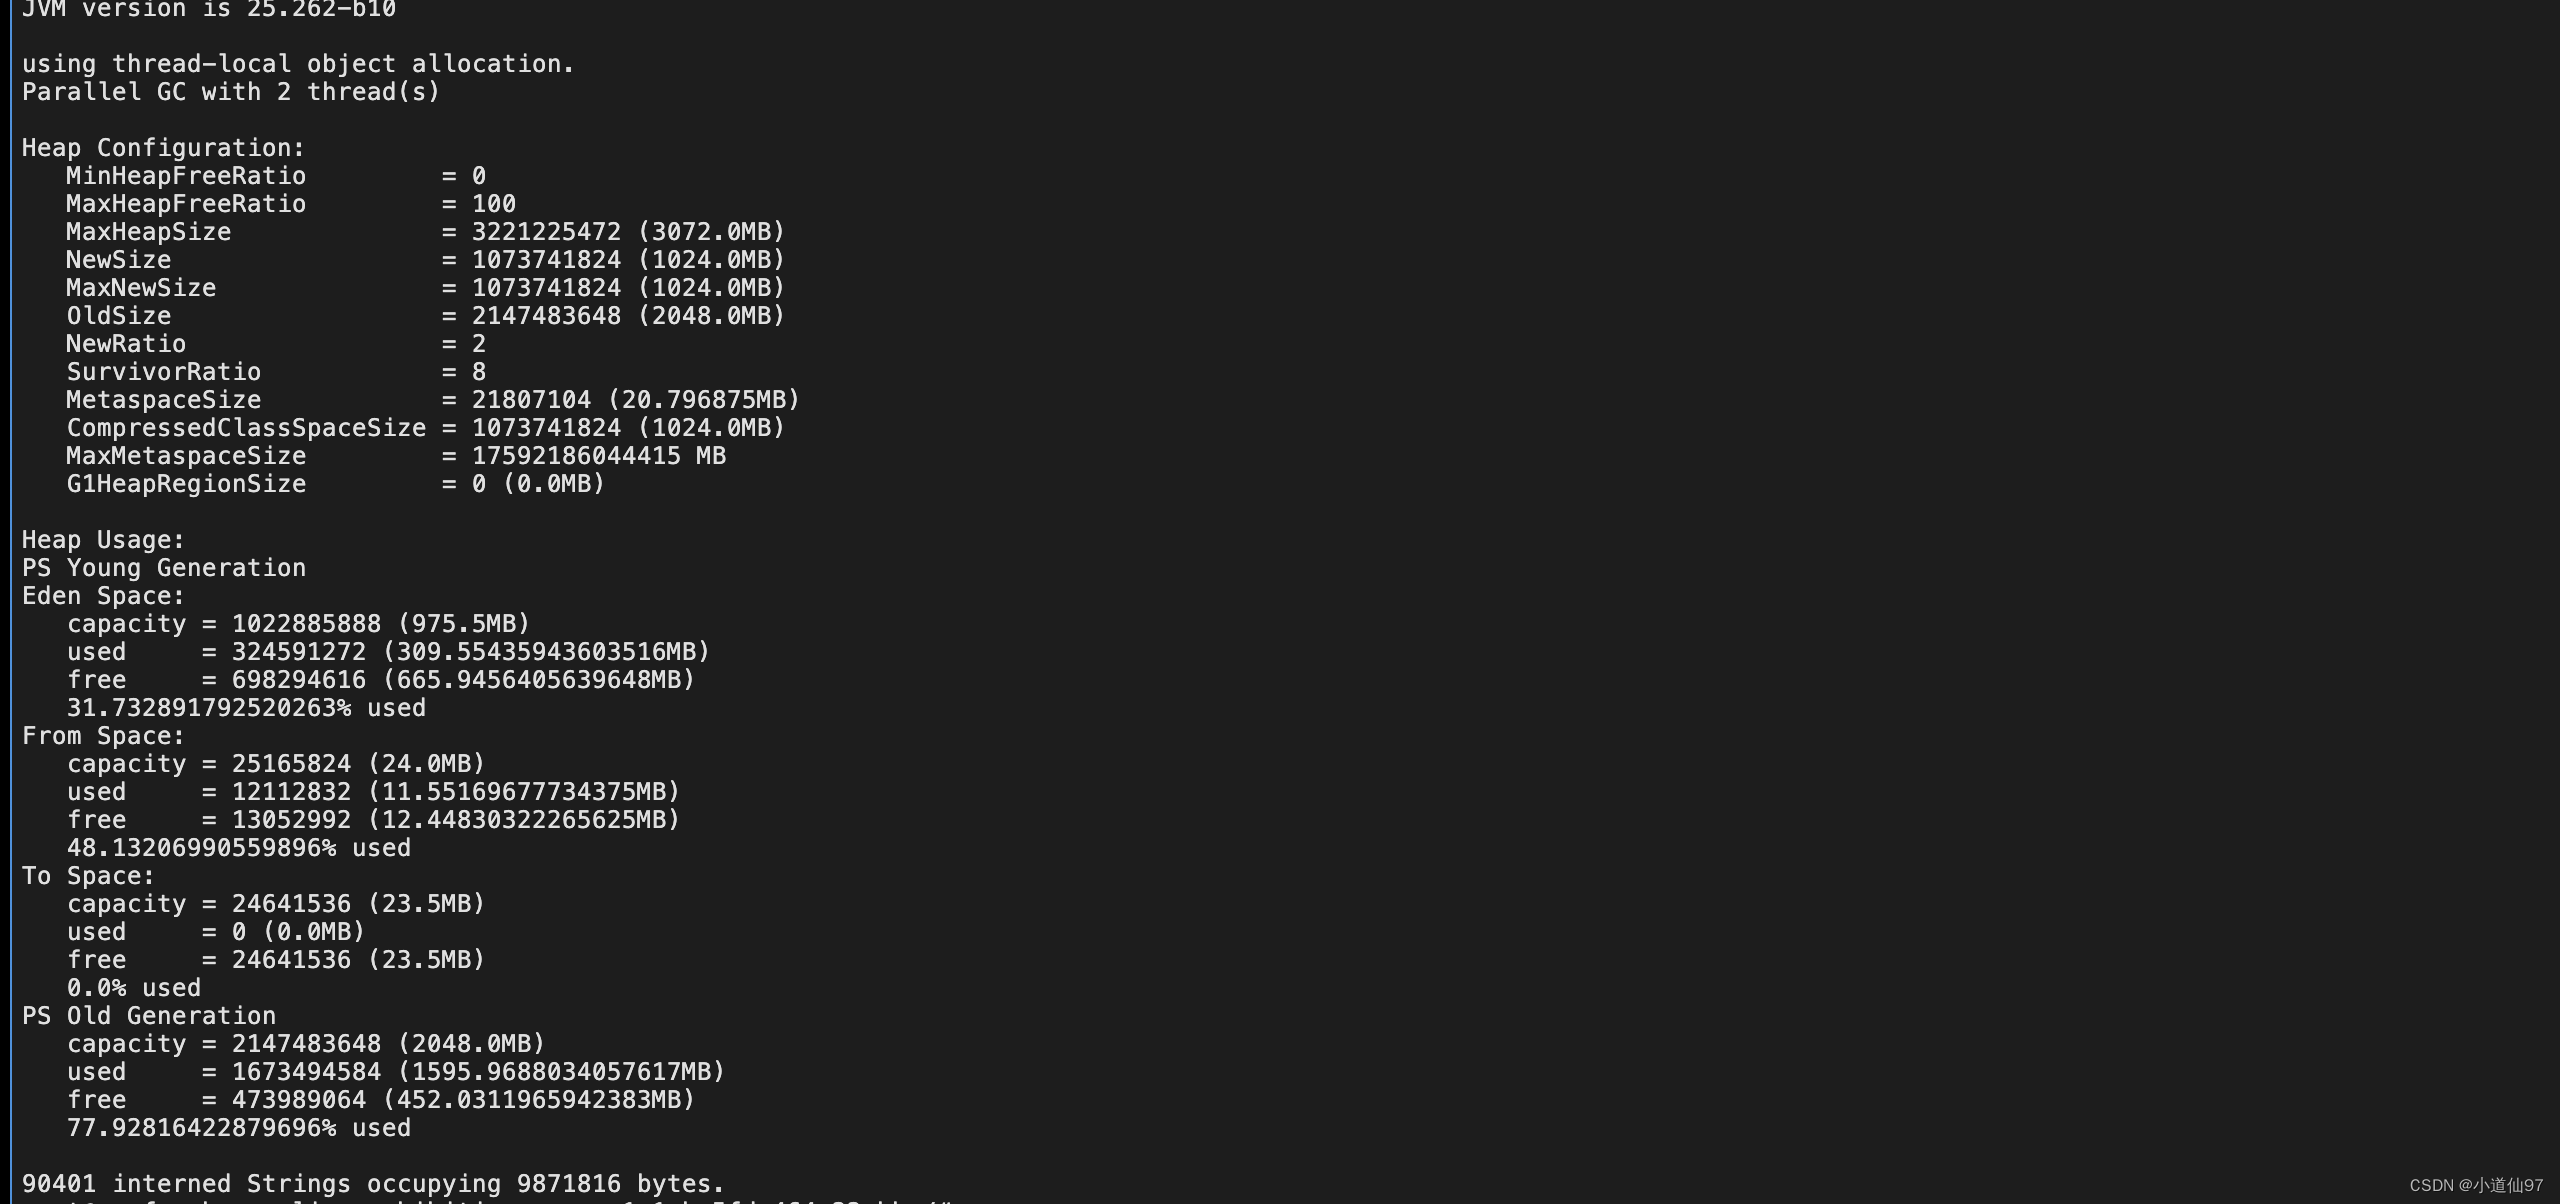 JVM version is 25.262-b10
using thread-local object allocation.
Parallel GC with 2 thread(s)
Heap Configuration:
MinHeapFreeRatio = 0
MaxHeapFreeRatio = 100
MaxHeapSize = 3221225472 (3072.0MB)
NewSize = 1073741824 (1024.0MB)
MaxNewSize = 1073741824 (1024.0MB)
OldSize = 2147483648 (2048.0MB)
NewRatio = 2
SurvivorRatio = 8
MetaspaceSize = 21807104 (20.796875MB)
CompressedClassSpaceSize = 1073741824 (1024.0MB)
MaxMetaspaceSize = 17592186044415 MB
G1HeapRegionSize = 0 (0.0MB)
Heap Usage:
PS Young Generation
Eden Space:
capacity = 1022885888 (975.5MB)
used = 324591272 (309.55435943603516MB)
free = 698294616 (665.9456405639648MB)
31.732891792520263% used
From Space:
capacity = 25165824 (24.0MB)
used = 12112832 (11.55169677734375MB)
free = 13052992 (12.44830322265625MB)
48.13206990559896% used
To Space:
capacity = 24641536 (23.5MB)
used = 0 (0.0MB)
free = 24641536 (23.5MB)
0.0% used
PS Old Generation
capacity = 2147483648 (2048.0MB)
used = 1673494584 (1595.9688034057617MB)
free = 473989064 (452.0311965942383MB)
77.92816422879696% used
90401 interned Strings occupying 9871816 bytes.
CSDN @小道仙97